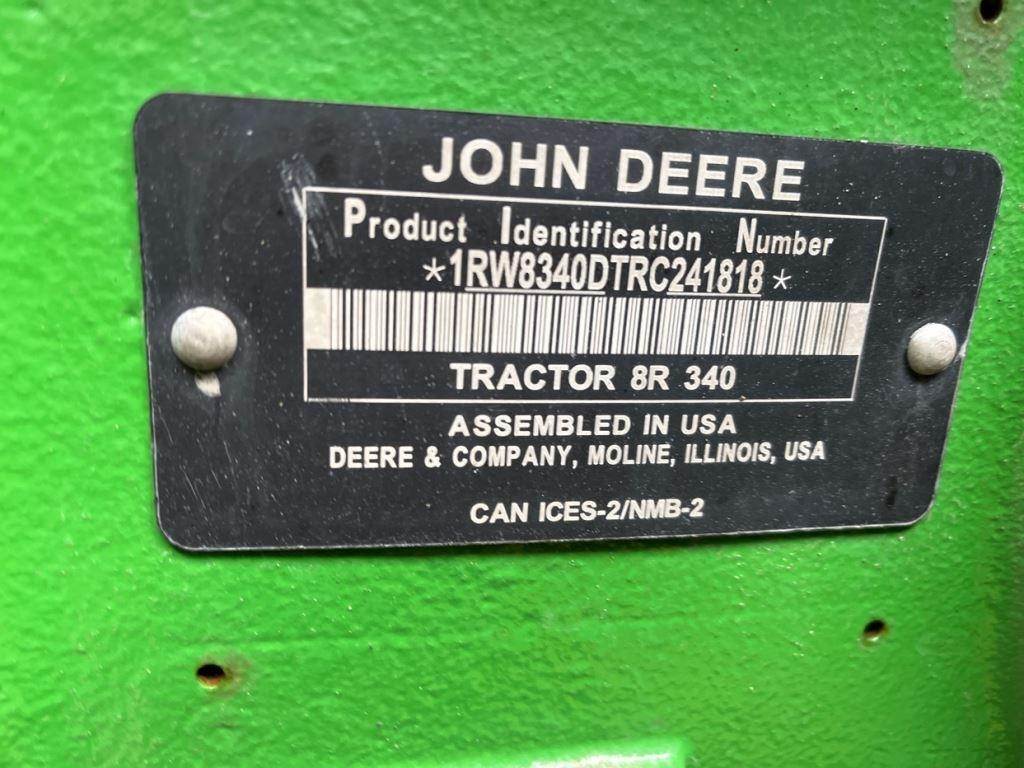 JOHN DEERE
Product Identification Number
*1RW8340DTRC241818*
TRACTOR 8R 340
ASSEMBLED IN USA
DEERE & COMPANY, MOLINE, ILLINOIS, USA
CAN ICES-2/NMB-2